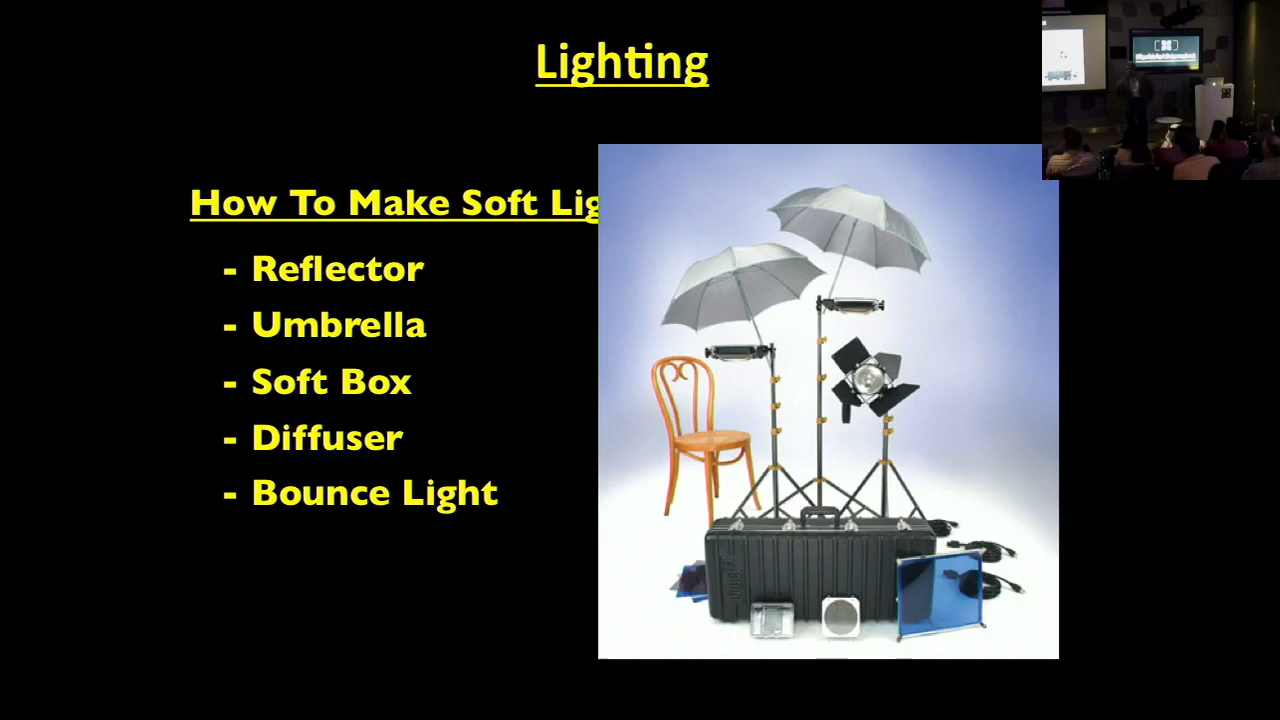 Lighting
How To Make Soft Lig
- Reflector
- Umbrella
- Soft Box
- Diffuser
- Bounce Light